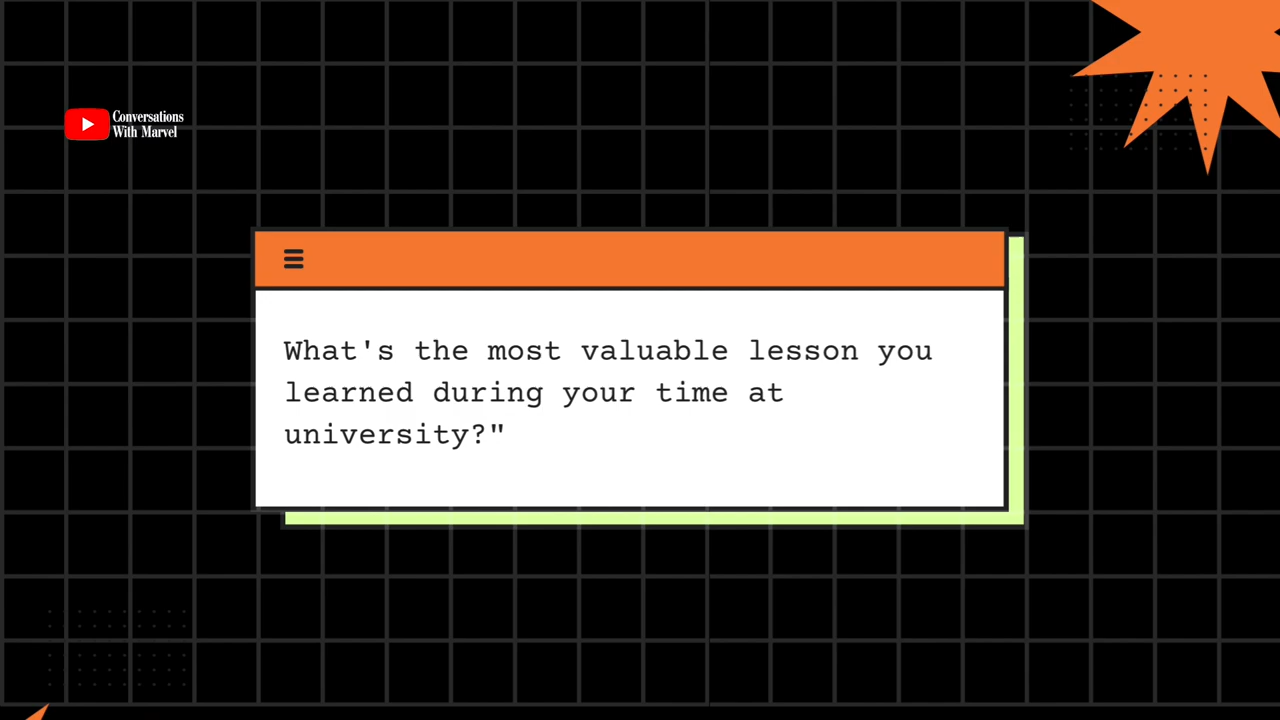 Conversations
With Marvel
What's the most valuable lesson you
learned during your time at
university?"